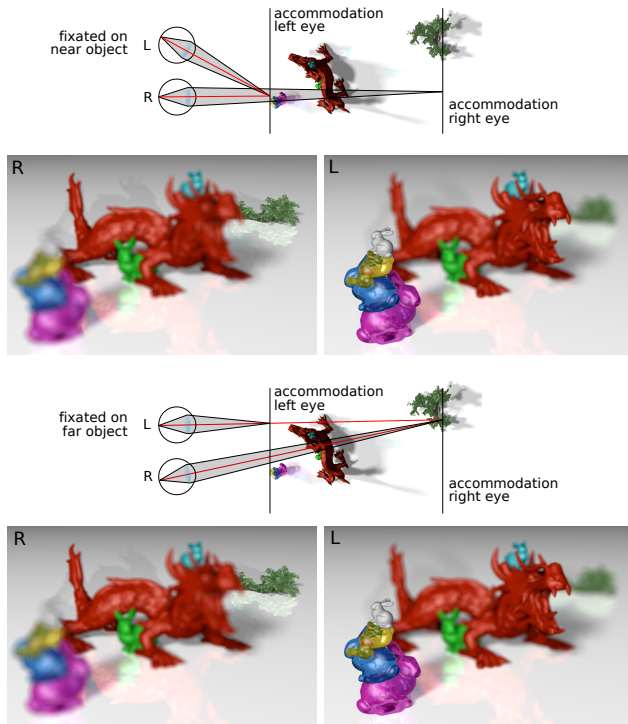 accommodation
left eye
fixated on
near object
L
R
accommodation
right eye
R
L
accommodation
left eye
fixated on
far object
L
R
accommodation
right eye
R
L